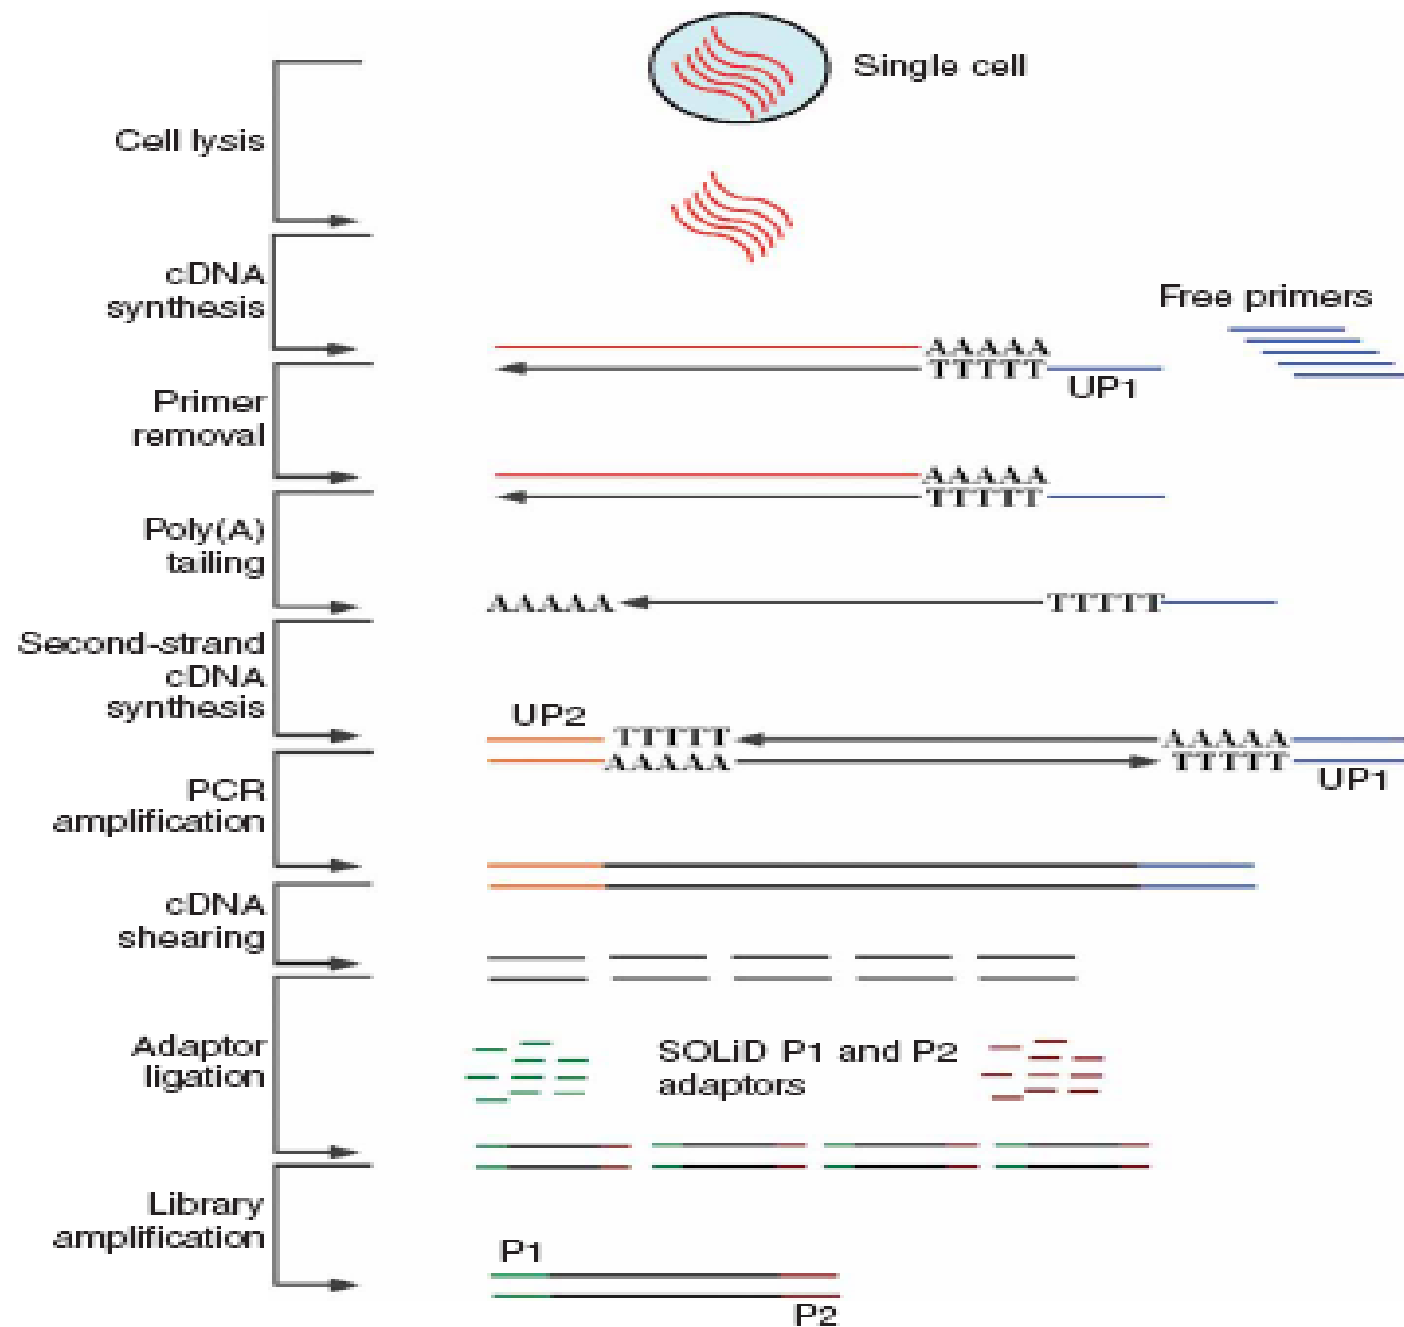 Single cell
Cell lysis
cDNA
synthesis
Free primers
AAAAA
TTTTT
UP1
Primer
removal
AAAAA
TTTTT
Poly(A)
tailing
AAAAA
TTTTT
Second-strand
cDNA
synthesis
UP2
TTTTT
AAAAA
AAAAA
TTTTT
UP1
PCR
amplification
cDNA
shearing
Adaptor
ligation
SOLiD P1 and P2
adaptors
Library
amplification
P1
P2